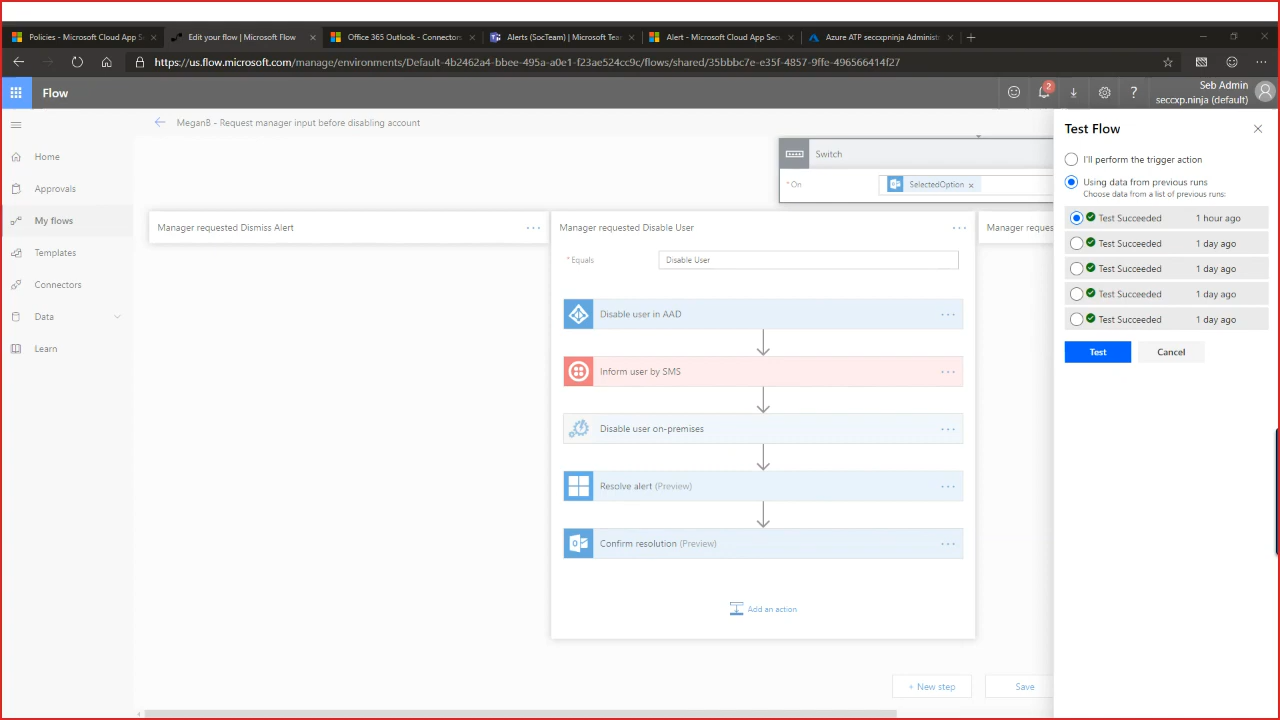 Policies - Microsoft Cloud App S
Edit your flow | Microsoft Flow
Office 365 Outlook - Connectors
Alerts (SocTeam) | Microsoft Tea
Alert - Microsoft Cloud App Secu
Azure ATP seccxpninja Administr
https://us.flow.microsoft.com/manage/environments/Default-4b2462a4-bbee-495a-a0e1-f23ae524cc9c/flows/shared/35bbbc7e-e35f-4857-9ffe-496566414f27
Flow
2
?
Seb Admin
seccxp.ninja (default)
MeganB - Request manager input before disabling account
Home
Approvals
My flows
Templates
Connectors
Data
Learn
Switch
* On
SelectedOption
Manager requested Dismiss Alert
Manager requested Disable User
Manager reques
* Equals
Disable User
Disable user in AAD
Inform user by SMS
Disable user on-premises
Resolve alert (Preview)
Confirm resolution (Preview)
Add an action
+ New step
Save
Test Flow
I'll perform the trigger action
Using data from previous runs
Choose data from a list of previous runs:
Test Succeeded 1 hour ago
Test Succeeded 1 day ago
Test Succeeded 1 day ago
Test Succeeded 1 day ago
Test Succeeded 1 day ago
Test
Cancel